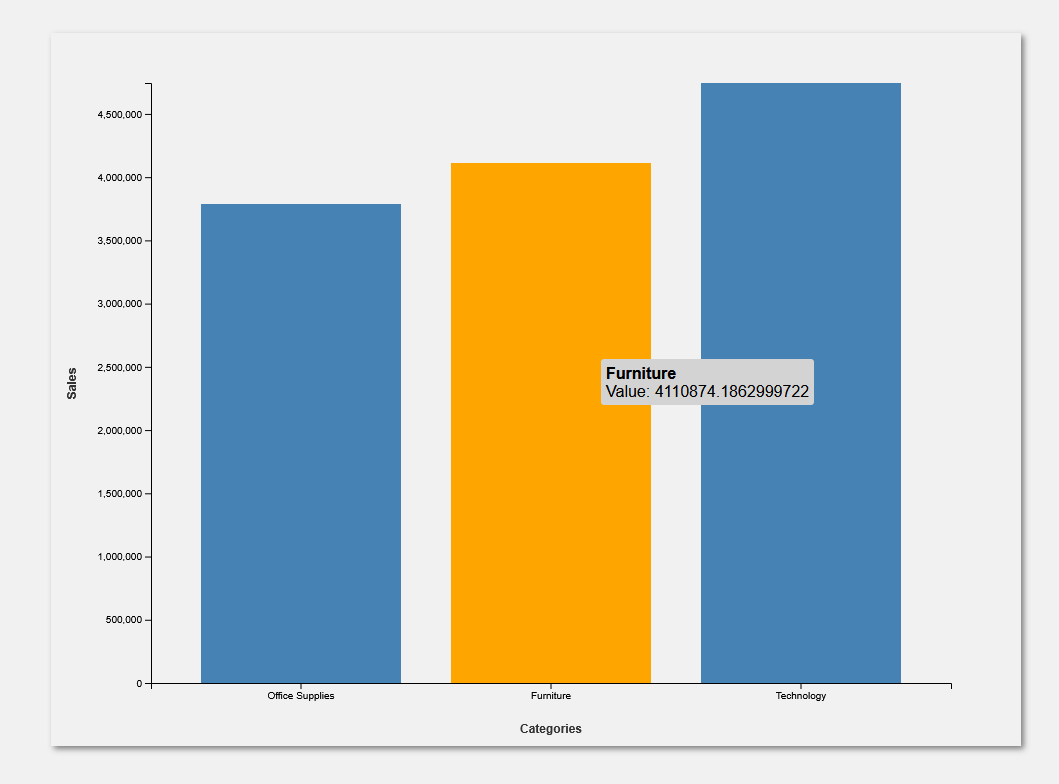 4,500,000
4,000,000
3,500,000
3,000,000
2,500,000
2,000,000
1,500,000
1,000,000
500,000
0
Sales
Furniture
Value: 4110874.1862999722
Office Supplies
Furniture
Technology
Categories